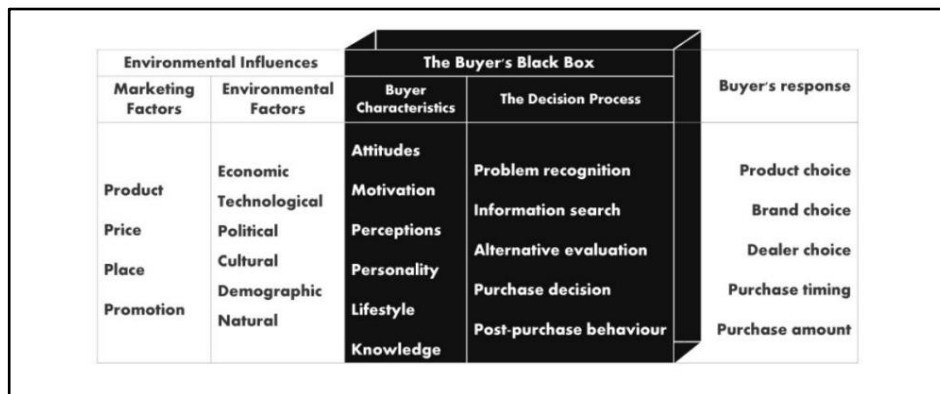 Environmental Influences
The Buyer's Black Box
Buyer's response
Marketing
Factors
Environmental
Factors
Buyer
Characteristics
The Decision Process
Product
Price
Place
Promotion
Economic
Technological
Political
Cultural
Demographic
Natural
Attitudes
Motivation
Perceptions
Personality
Lifestyle
Knowledge
Problem recognition
Information search
Alternative evaluation
Purchase decision
Post-purchase behaviour
Product choice
Brand choice
Dealer choice
Purchase timing
Purchase amount